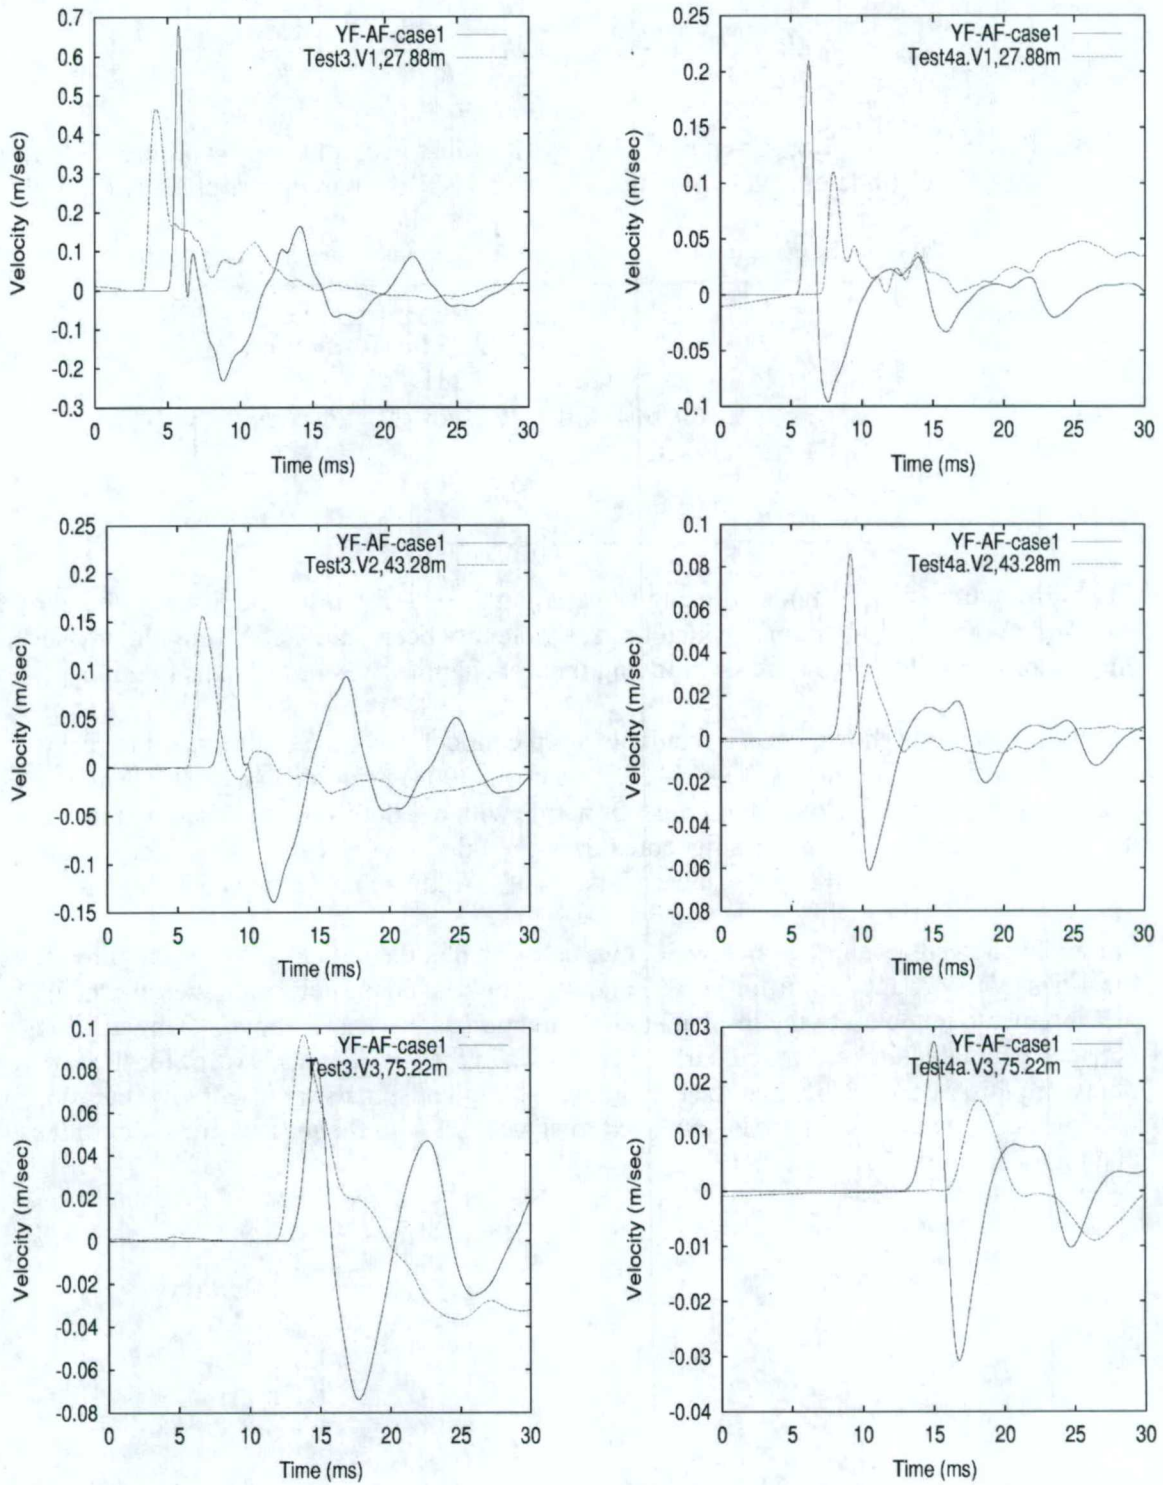 YF-AF-case1
Test3.V1,27.88m
0.7
0.6
0.5
0.4
0.3
0.2
0.1
0
-0.1
-0.2
-0.3
Velocity (m/sec)
0 5 10 15 20 25 30
Time (ms)
YF-AF-case1
Test4a.V1,27.88m
0.25
0.2
0.15
0.1
0.05
0
-0.05
-0.1
Velocity (m/sec)
0 5 10 15 20 25 30
Time (ms)
YF-AF-case1
Test3.V2,43.28m
0.25
0.2
0.15
0.1
0.05
0
-0.05
-0.1
-0.15
Velocity (m/sec)
0 5 10 15 20 25 30
Time (ms)
YF-AF-case1
Test4a.V2,43.28m
0.1
0.08
0.06
0.04
0.02
0
-0.02
-0.04
-0.06
-0.08
Velocity (m/sec)
0 5 10 15 20 25 30
Time (ms)
YF-AF-case1
Test3.V3,75.22m
0.1
0.08
0.06
0.04
0.02
0
-0.02
-0.04
-0.06
-0.08
Velocity (m/sec)
0 5 10 15 20 25 30
Time (ms)
YF-AF-case1
Test4a.V3,75.22m
0.03
0.02
0.01
0
-0.01
-0.02
-0.03
-0.04
Velocity (m/sec)
0 5 10 15 20 25 30
Time (ms)